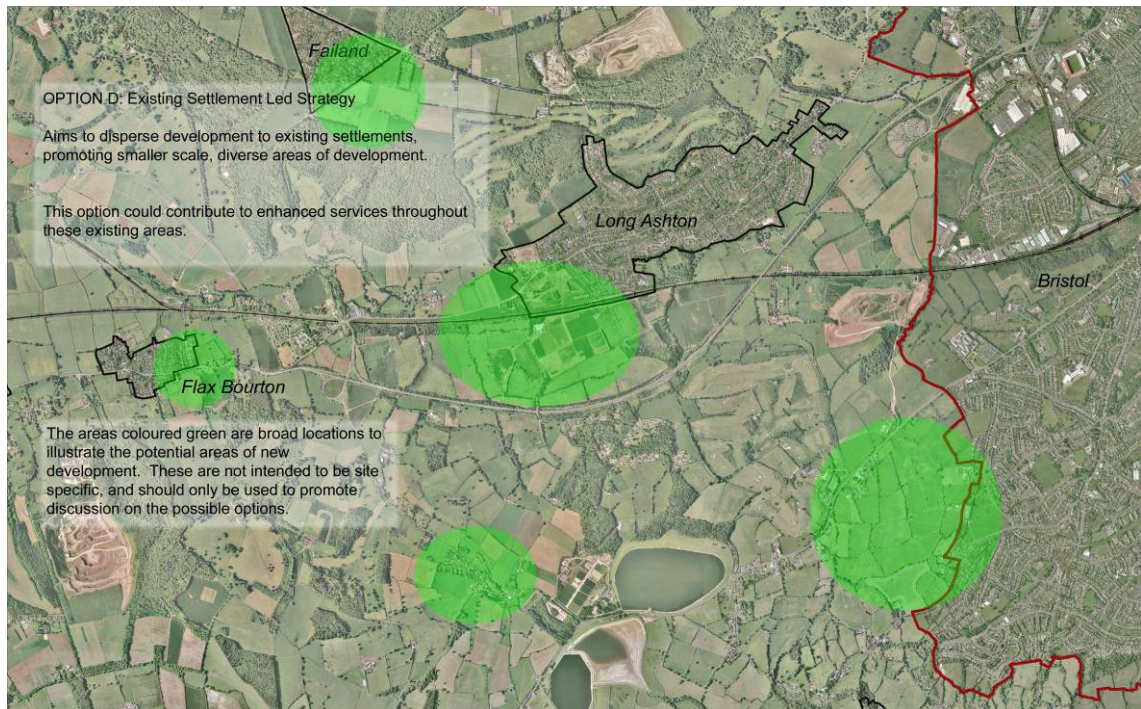 Failand
OPTION D: Existing Settlement Led Strategy
Aims to disperse development to existing settlements,
promoting smaller scale, diverse areas of development.
This option could contribute to enhanced services throughout
these existing areas.
Long Ashton
Bristol
Flax Bourton
The areas coloured green are broad locations to
illustrate the potential areas of new
development. These are not intended to be site
specific, and should only be used to promote
discussion on the possible options.